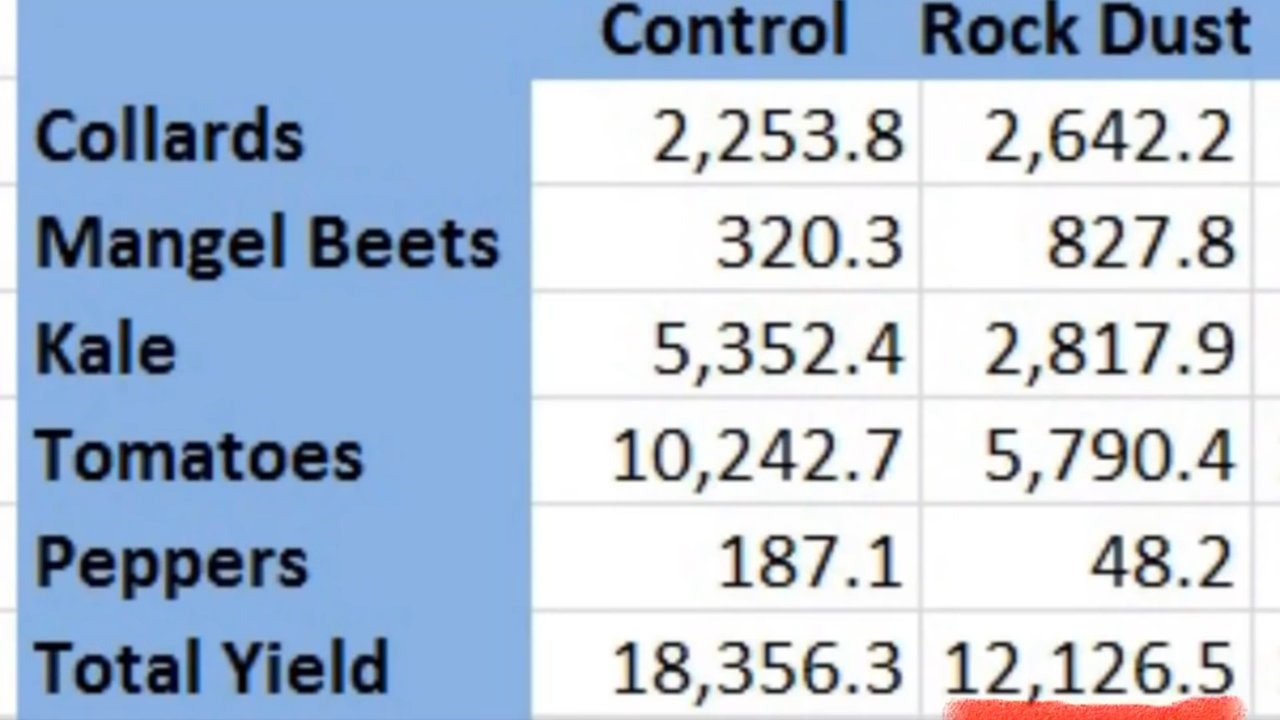 Control Rock Dust
Collards 2,253.8 2,642.2
Mangel Beets 320.3 827.8
Kale 5,352.4 2,817.9
Tomatoes 10,242.7 5,790.4
Peppers 187.1 48.2
Total Yield 18,356.3 12,126.5